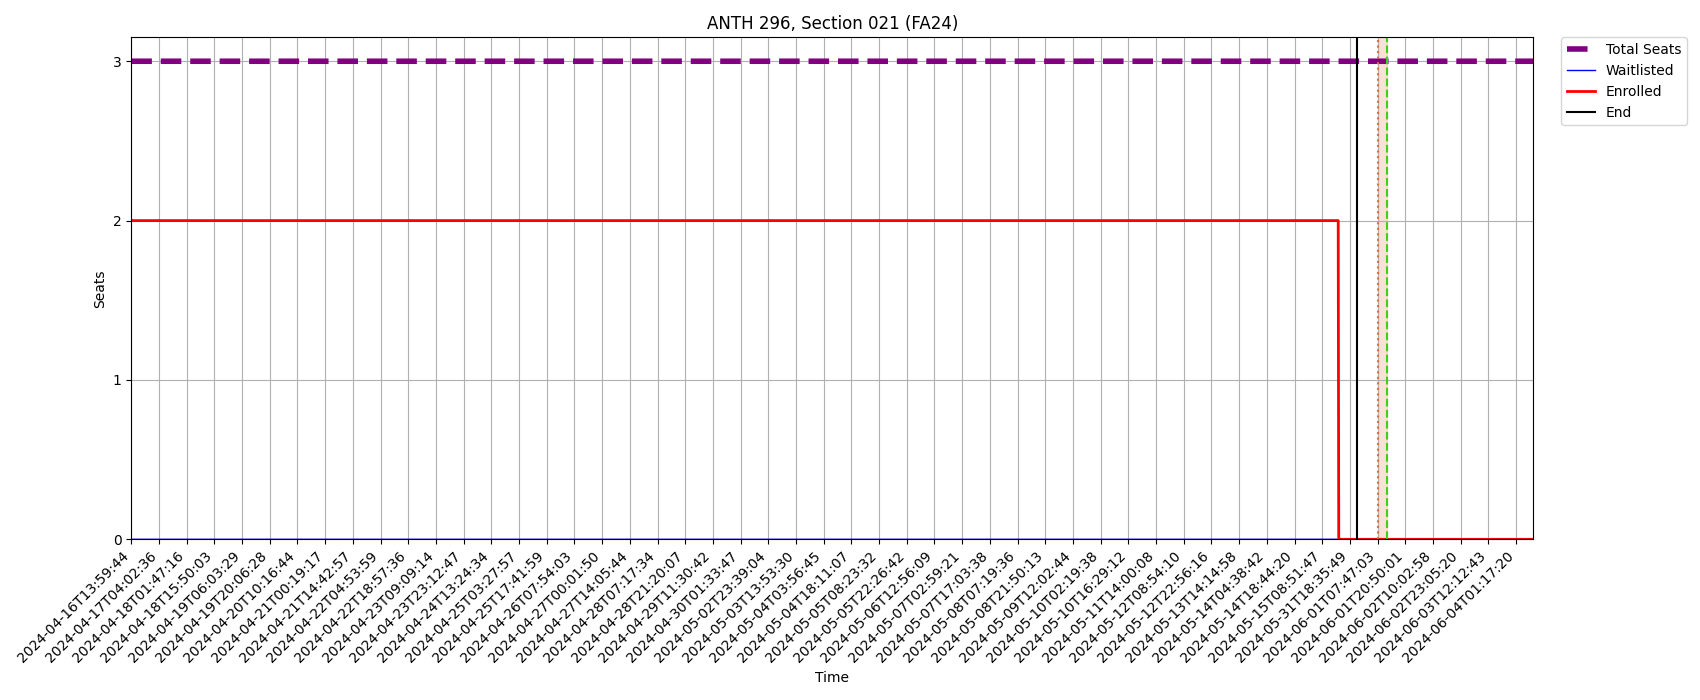 ANTH 296, Section 021 (FA24)
Total Seats
Waitlisted
Enrolled
End
Seats
3
2
1
0
2024-04-16T13:59:44
2024-04-17T04:02:36
2024-04-18T01:47:16
2024-04-18T15:50:03
2024-04-19T06:03:29
2024-04-19T20:06:28
2024-04-20T10:16:44
2024-04-21T00:19:17
2024-04-21T14:42:57
2024-04-22T04:53:59
2024-04-22T18:57:36
2024-04-23T09:09:14
2024-04-23T23:12:47
2024-04-24T13:24:34
2024-04-25T03:27:57
2024-04-25T17:41:59
2024-04-26T07:54:03
2024-04-27T00:01:50
2024-04-27T14:05:44
2024-04-28T07:17:34
2024-04-28T21:20:07
2024-04-29T11:30:42
2024-04-30T01:33:47
2024-05-02T23:39:04
2024-05-03T13:53:30
2024-05-04T03:56:45
2024-05-04T18:11:07
2024-05-05T08:23:32
2024-05-05T22:26:42
2024-05-06T12:56:09
2024-05-07T02:59:21
2024-05-07T17:03:38
2024-05-08T07:19:36
2024-05-08T21:50:13
2024-05-09T12:02:44
2024-05-10T02:19:38
2024-05-10T16:29:12
2024-05-11T14:00:08
2024-05-12T08:54:10
2024-05-12T22:56:16
2024-05-13T14:14:58
2024-05-14T04:38:42
2024-05-14T18:44:20
2024-05-15T08:51:47
2024-05-31T18:35:49
2024-06-01T07:47:03
2024-06-01T20:50:01
2024-06-02T10:02:58
2024-06-02T23:05:20
2024-06-03T12:12:43
2024-06-04T01:17:20
Time